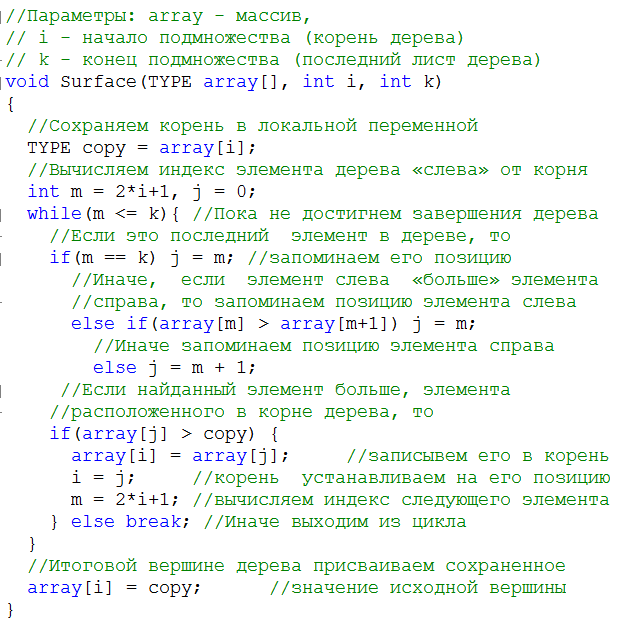 //Параметры: array - массив,
// i - начало подмножества (корень дерева)
// k - конец подмножества (последний лист дерева)
void Surface(TYPE array[], int i, int k)
{
  //Сохраняем корень в локальной переменной
  TYPE copy = array[i];
  //Вычисляем индекс элемента дерева «слева» от корня
  int m = 2*i+1, j = 0;
  while(m <= k){ //Пока не достигнем завершения дерева
    //Если это последний  элемент в дереве, то
    if(m == k) j = m; //запоминаем его позицию
      //Иначе,  если  элемент слева  «больше» элемента
      //справа, то запоминаем позицию элемента слева
      else if(array[m] > array[m+1]) j = m;
        //Иначе запоминаем позицию элемента справа
        else j = m + 1;
     //Если найденный элемент больше, элемента
    //расположенного в корне дерева, то
    if(array[j] > copy) {
      array[i] = array[j];     //записывем его в корень
      i = j;     //корень  устанавливаем на его позицию
      m = 2*i+1; //вычисляем индекс следующего элемента
    } else break; //Иначе выходим из цикла
  }
  //Итоговой вершине дерева присваиваем сохраненное
  array[i] = copy;      //значение исходной вершины
}